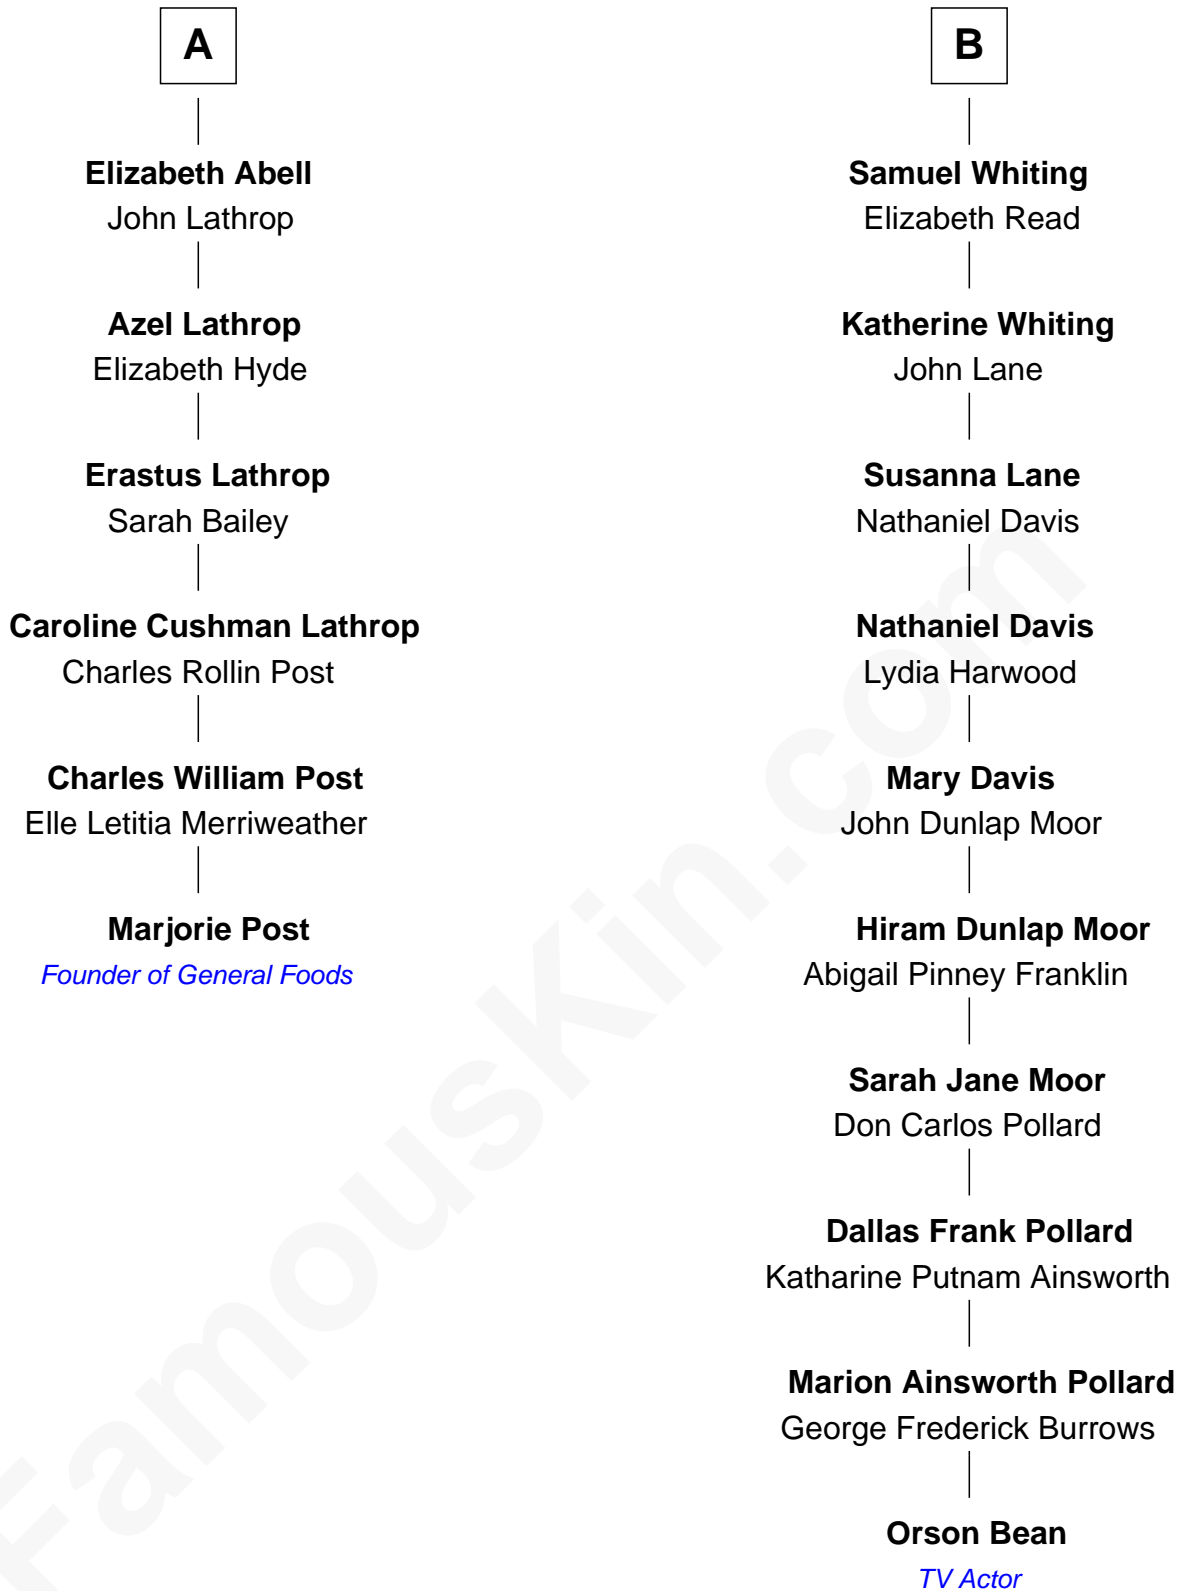 A
Elizabeth Abell
John Lathrop
Azel Lathrop
Elizabeth Hyde
Erastus Lathrop
Sarah Bailey
Caroline Cushman Lathrop
Charles Rollin Post
Charles William Post
Elle Letitia Merriweather
Marjorie Post
Founder of General Foods
B
Samuel Whiting
Elizabeth Read
Katherine Whiting
John Lane
Susanna Lane
Nathaniel Davis
Nathaniel Davis
Lydia Harwood
Mary Davis
John Dunlap Moor
Hiram Dunlap Moor
Abigail Pinney Franklin
Sarah Jane Moor
Don Carlos Pollard
Dallas Frank Pollard
Katharine Putnam Ainsworth
Marion Ainsworth Pollard
George Frederick Burrows
Orson Bean
TV Actor
FamousKin.com